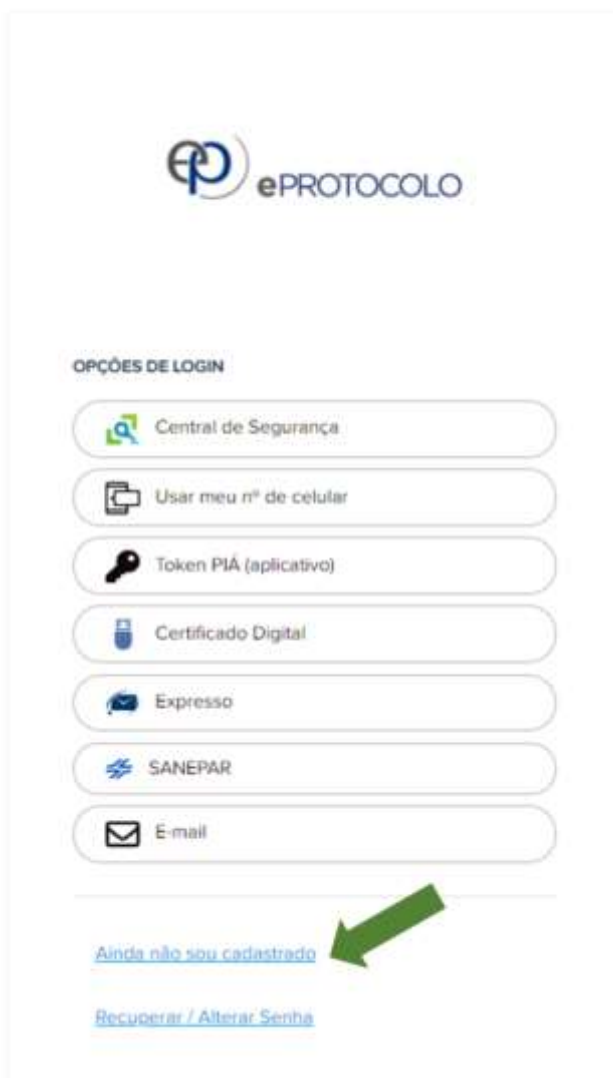 ep ePROTOCOLO
OPÇÕES DE LOGIN
Central de Segurança
Usar meu nº de celular
Token PIÁ (aplicativo)
Certificado Digital
Expresso
SANEPAR
E-mail
Ainda não sou cadastrado
Recuperar / Alterar Senha